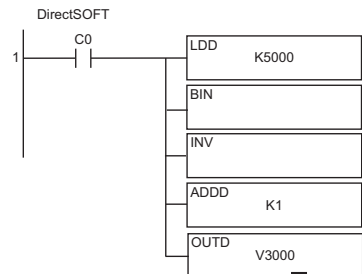 DirectSOFT
C0
1
LDD
K5000
BIN
INV
ADDD
K1
OUTD
V3000